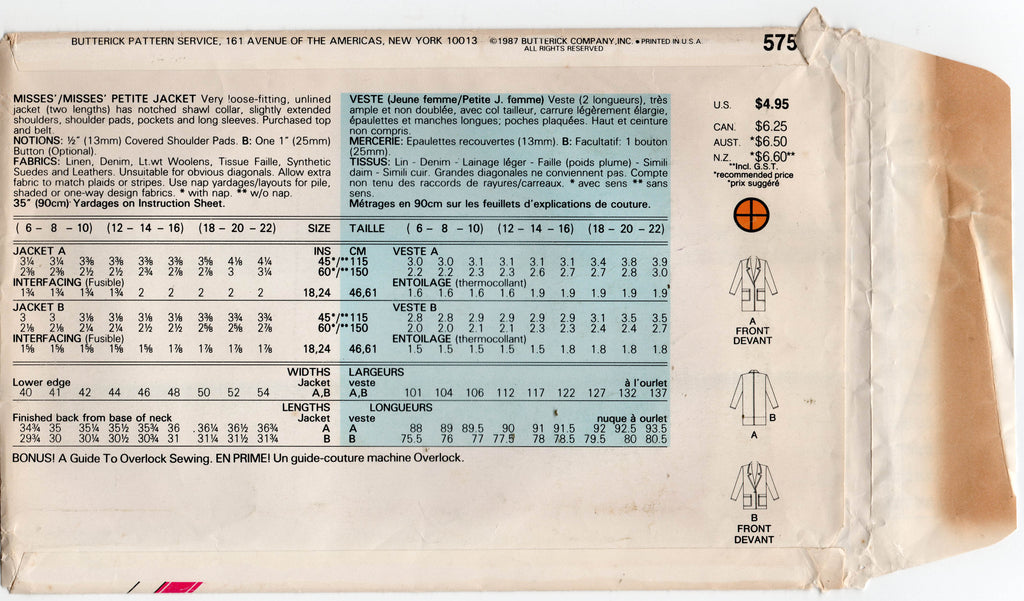 BUTTERICK PATTERN SERVICE, 161 AVENUE OF THE AMERICAS, NEW YORK 10013 ©1987 BUTTERICK COMPANY, INC. • PRINTED IN U.S.A.
ALL RIGHTS RESERVED
575
MISSES'/MISSES' PETITE JACKET Very loose-fitting, unlined
jacket (two lengths) has notched shawl collar, slightly extended
shoulders, shoulder pads, pockets and long sleeves. Purchased top
and belt.
NOTIONS: ½" (13mm) Covered Shoulder Pads. B: One 1" (25mm)
Button (Optional).
FABRICS: Linen, Denim, Lt.wt Woolens, Tissue Faille, Synthetic
Suedes and Leathers. Unsuitable for obvious diagonals. Allow extra
fabric to match plaids or stripes. Use nap yardages/layouts for pile,
shaded or one-way design fabrics. * with nap. ** w/o nap.
35" (90cm) Yardages on Instruction Sheet.
VESTE (Jeune femme/Petite J. femme) Veste (2 longueurs), très
ample et non doublée, avec col tailleur, carrure légèrement élargie,
épaulettes et manches longues; poches plaquées. Haut et ceinture
non compris.
MERCERIE: Epaulettes recouvertes (13mm). B: Facultatif: 1 bouton
(25mm).
TISSUS: Lin - Denim - Lainage léger - Faille (poids plume) - Simili
daim - Simili cuir. Grandes diagonales ne conviennent pas. Compte
non tenu des raccords de rayures/carreaux. * avec sens ** sans
sens.
Métrages en 90cm sur les feuillets d'explications de couture.
U.S. $4.95
CAN. $6.25
AUST. *$6.50
N.Z. *$6.60**
**Incl. G.S.T.
*recommended price
*prix suggéré
( 6 - 8 - 10) (12 - 14 - 16) (18 - 20 - 22) SIZE TAILLE ( 6 - 8 - 10) (12 - 14 - 16) (18 - 20 - 22)
JACKET A INS CM VESTE A
3¼ 3¼ 3⅜ 3⅜ 3⅜ 3⅜ 3⅝ 4⅛ 4¼ 45*/**115 3.0 3.0 3.1 3.1 3.1 3.1 3.4 3.8 3.9
2⅜ 2⅜ 2½ 2½ 2¾ 2⅞ 2⅞ 3 3¼ 60*/**150 2.2 2.2 2.3 2.3 2.6 2.7 2.7 2.8 3.0
INTERFACING (Fusible) ENTOILAGE (thermocollant)
1¾ 1¾ 1¾ 1¾ 2 2 2 2 2 18,24 46,61 1.6 1.6 1.6 1.6 1.9 1.9 1.9 1.9 1.9
JACKET B VESTE B
3 3 3⅛ 3⅛ 3⅛ 3⅛ 3⅜ 3¾ 3¾ 45*/**115 2.8 2.8 2.9 2.9 2.9 2.9 3.1 3.5 3.5
2⅛ 2⅛ 2¼ 2¼ 2½ 2½ 2⅝ 2⅝ 2⅞ 60*/**150 2.0 2.0 2.1 2.1 2.3 2.3 2.4 2.4 2.7
INTERFACING (Fusible) ENTOILAGE (thermocollant)
1⅝ 1⅝ 1⅝ 1⅝ 1⅝ 1⅞ 1⅞ 1⅞ 1⅞ 18,24 46,61 1.5 1.5 1.5 1.5 1.5 1.8 1.8 1.8 1.8
WIDTHS LARGEURS
Lower edge Jacket veste à l'ourlet
40 41 42 44 46 48 50 52 54 A,B A,B 101 104 106 112 117 122 127 132 137
LENGTHS LONGUEURS
Finished back from base of neck Jacket veste nuque à ourlet
34¾ 35 35¼ 35½ 35¾ 36 36¼ 36½ 36¾ A A 88 89 89.5 90 91 91.5 92 92.5 93.5
29¾ 30 30¼ 30½ 30¾ 31 31¼ 31½ 31¾ B B 75.5 76 77 77.5 78 78.5 79.5 80 80.5
BONUS! A Guide To Overlock Sewing. EN PRIME! Un guide-couture machine Overlock.
A
FRONT
DEVANT
B
A
B
FRONT
DEVANT